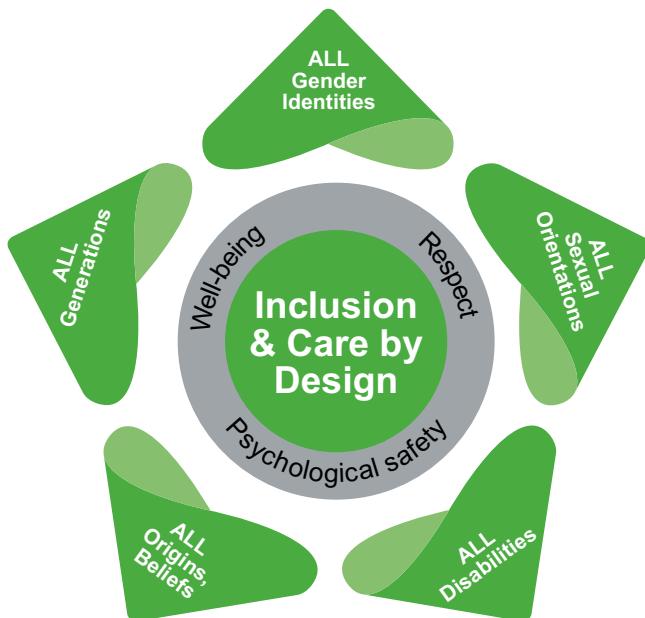 ALL
Gender
Identities
ALL
Sexual
Orientations
ALL
Disabilities
ALL
Origins,
Beliefs
ALL
Generations
Well-being
Respect
Psychological safety
Inclusion
& Care by
Design